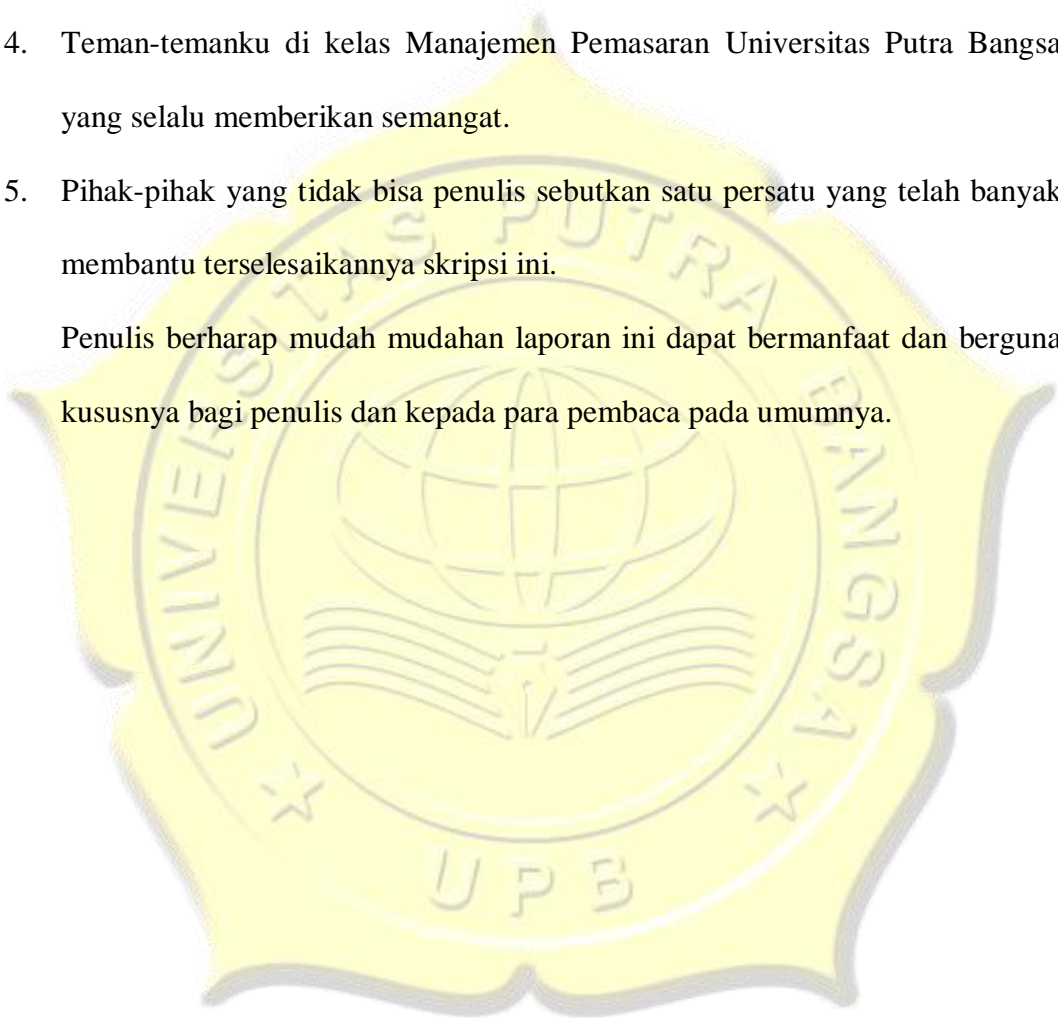 4. Teman-temanku di kelas Manajemen Pemasaran Universitas Putra Bangsa
yang selalu memberikan semangat.
5. Pihak-pihak yang tidak bisa penulis sebutkan satu persatu yang telah banyak
membantu terselesaikannya skripsi ini.
Penulis berharap mudah mudahan laporan ini dapat bermanfaat dan berguna
kususnya bagi penulis dan kepada para pembaca pada umumnya.
UNIVERSITAS PUTRA BANGSA
UPB